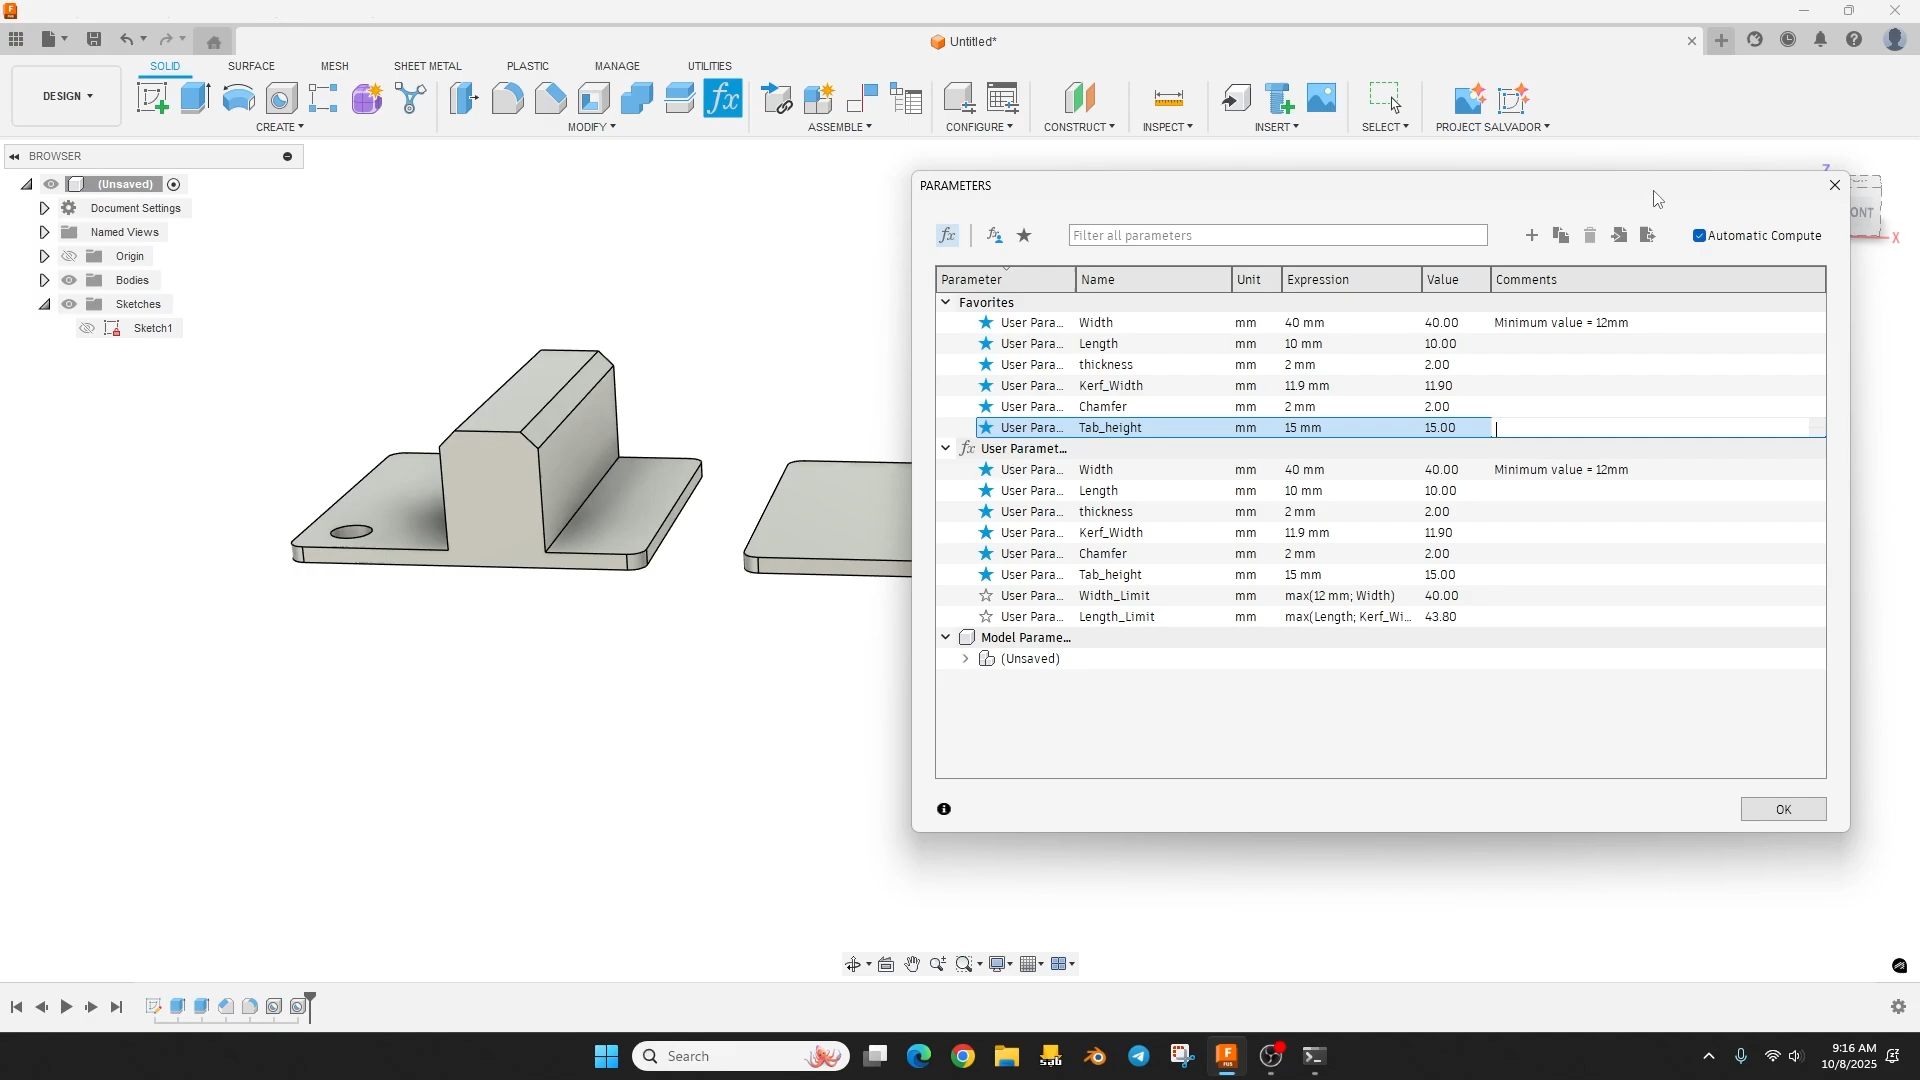 Untitled*
SOLID
SURFACE
MESH
SHEET METAL
PLASTIC
MANAGE
UTILITIES
DESIGN
CREATE
MODIFY
ASSEMBLE
CONFIGURE
CONSTRUCT
INSPECT
INSERT
SELECT
PROJECT SALVADOR
BROWSER
(Unsaved)
Document Settings
Named Views
Origin
Bodies
Sketches
Sketch1
PARAMETERS
Filter all parameters
Automatic Compute
Parameter Name Unit Expression Value Comments
Favorites
User Para... Width mm 40 mm 40.00 Minimum value = 12mm
User Para... Length mm 10 mm 10.00
User Para... thickness mm 2 mm 2.00
User Para... Kerf_Width mm 11.9 mm 11.90
User Para... Chamfer mm 2 mm 2.00
User Para... Tab_height mm 15 mm 15.00
User Paramet...
User Para... Width mm 40 mm 40.00 Minimum value = 12mm
User Para... Length mm 10 mm 10.00
User Para... thickness mm 2 mm 2.00
User Para... Kerf_Width mm 11.9 mm 11.90
User Para... Chamfer mm 2 mm 2.00
User Para... Tab_height mm 15 mm 15.00
User Para... Width_Limit mm max(12 mm; Width) 40.00
User Para... Length_Limit mm max(Length; Kerf_Wi... 43.80
Model Parame...
(Unsaved)
OK
Z
X
Search
9:16 AM
10/8/2025